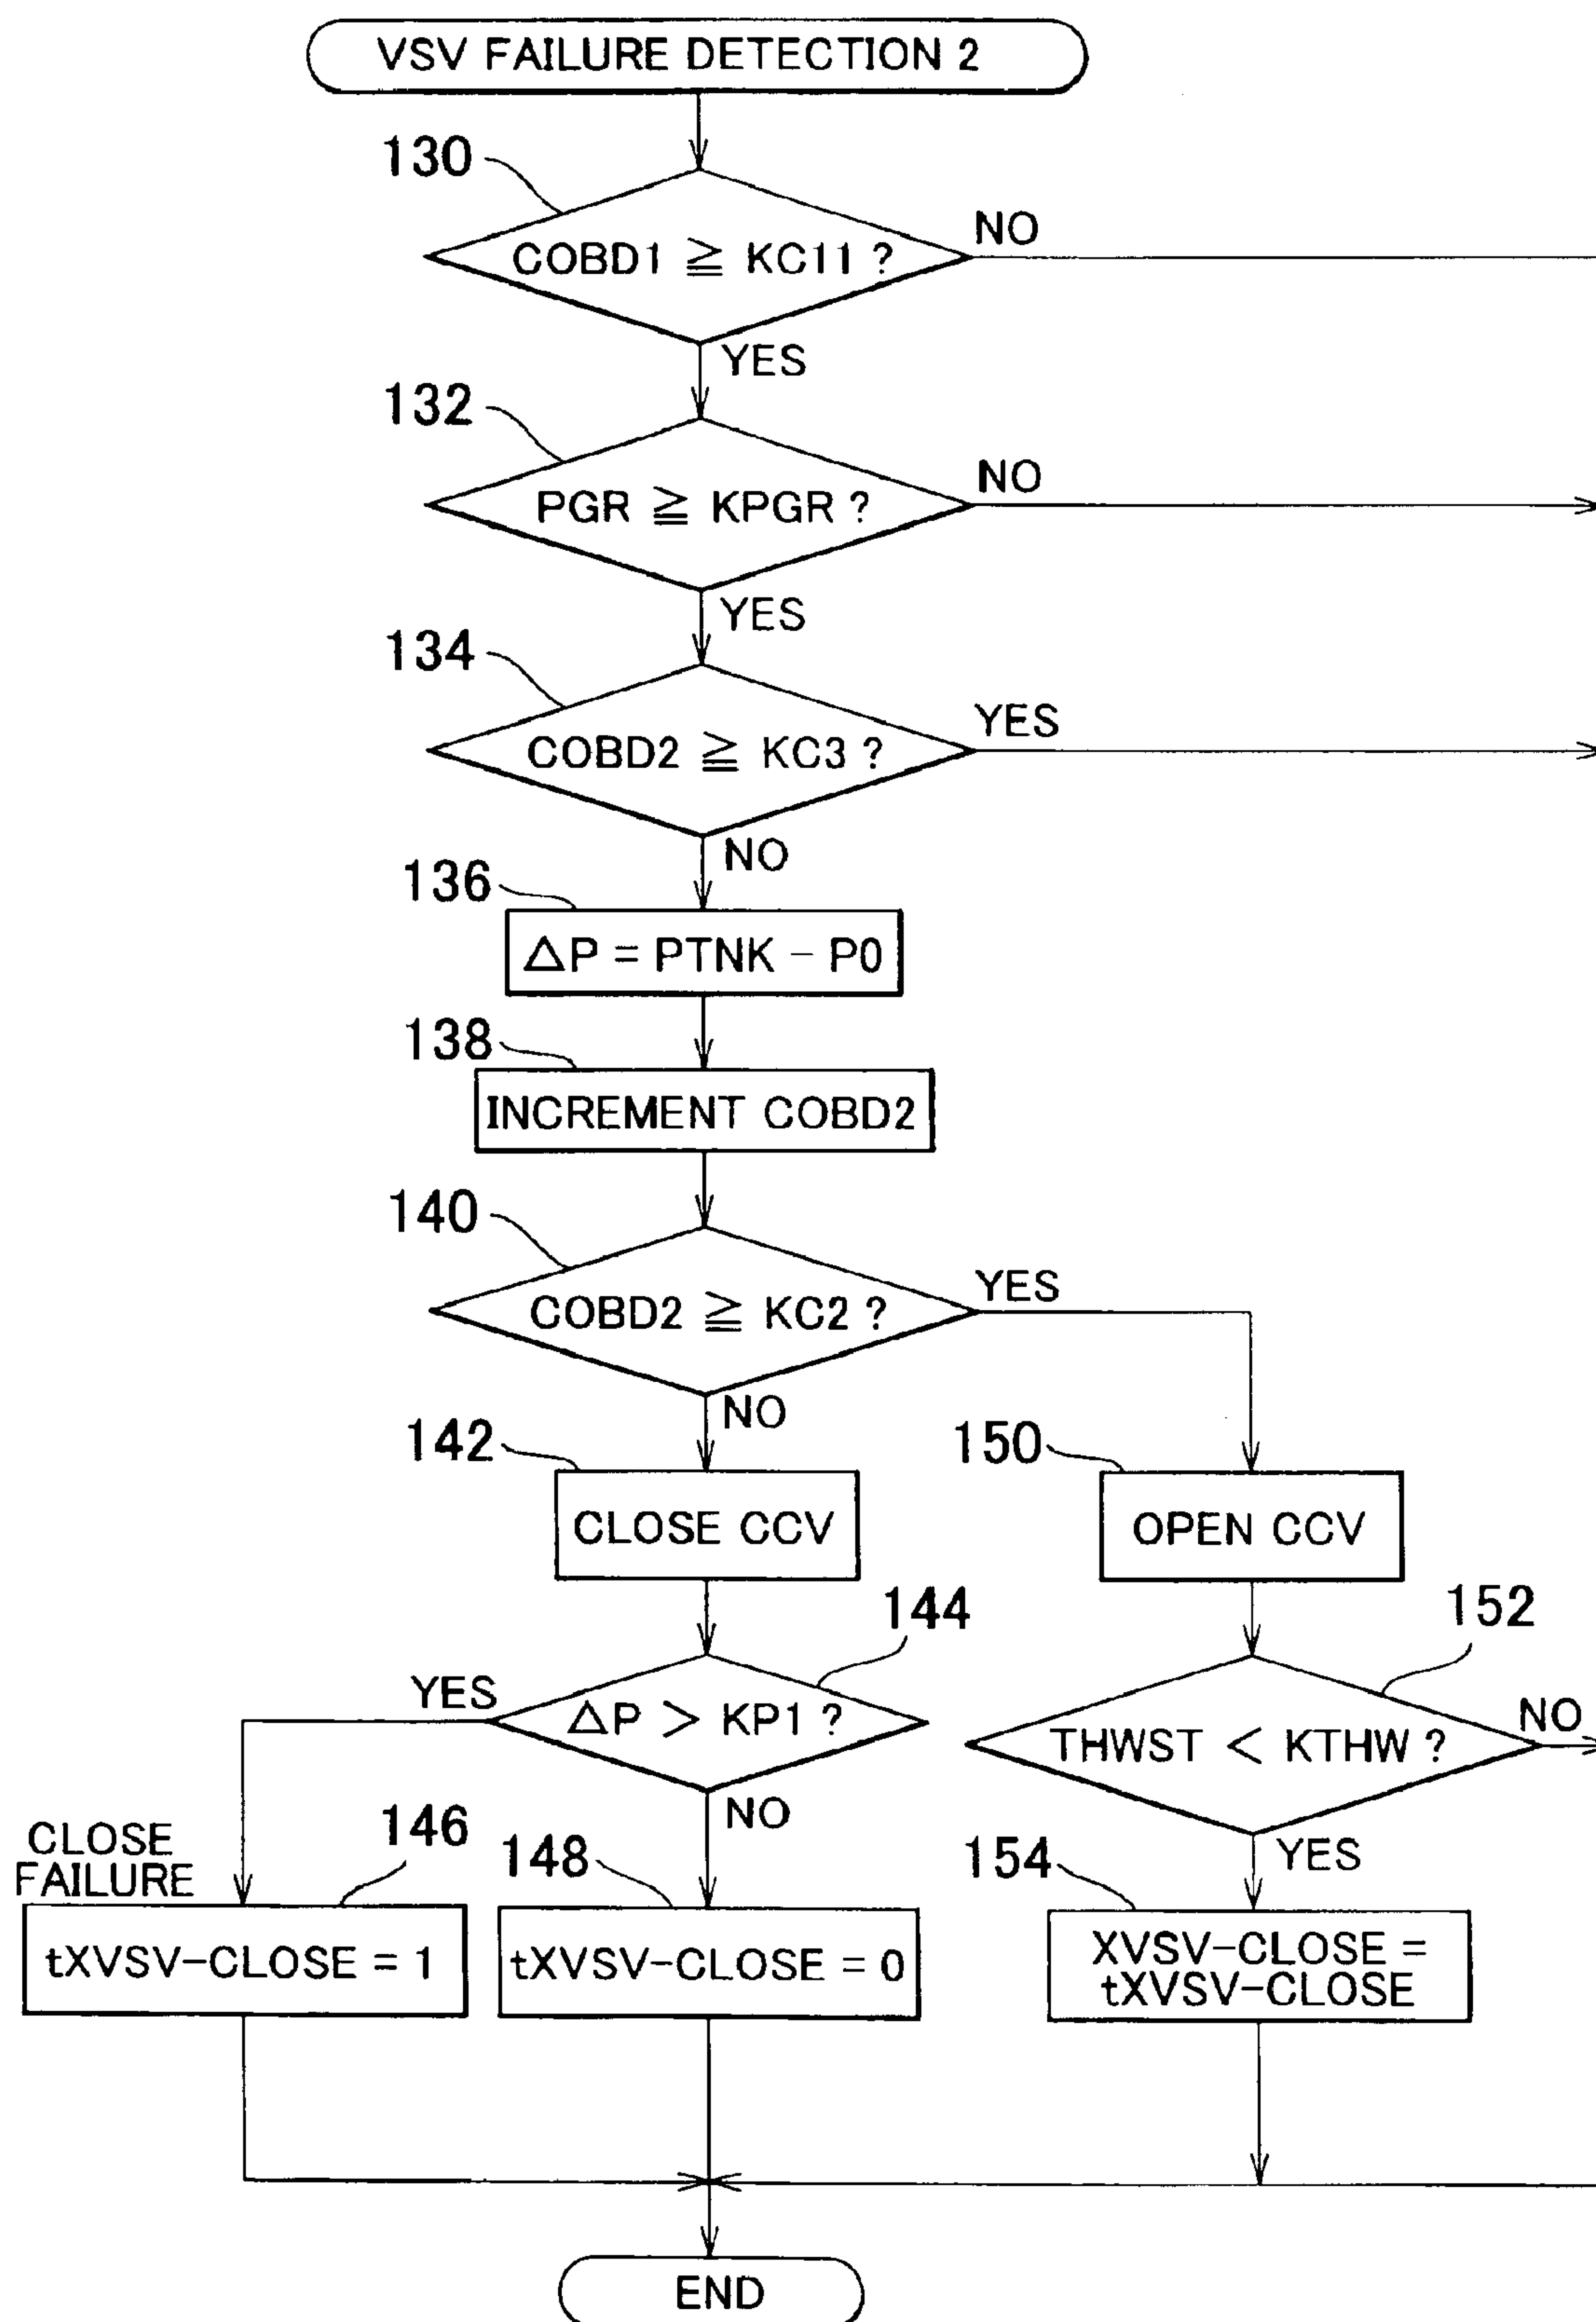 VSV FAILURE DETECTION 2
130
COBD1 ≧ KC11 ?
NO
YES
132
PGR ≧ KPGR ?
NO
YES
134
COBD2 ≧ KC3 ?
YES
NO
136
△P = PTNK − P0
138
INCREMENT COBD2
140
COBD2 ≧ KC2 ?
YES
NO
142
CLOSE CCV
150
OPEN CCV
144
△P > KP1 ?
YES
NO
152
THWST < KTHW ?
NO
YES
CLOSE
FAILURE
146
tXVSV-CLOSE = 1
148
tXVSV-CLOSE = 0
154
XVSV-CLOSE =
tXVSV-CLOSE
END